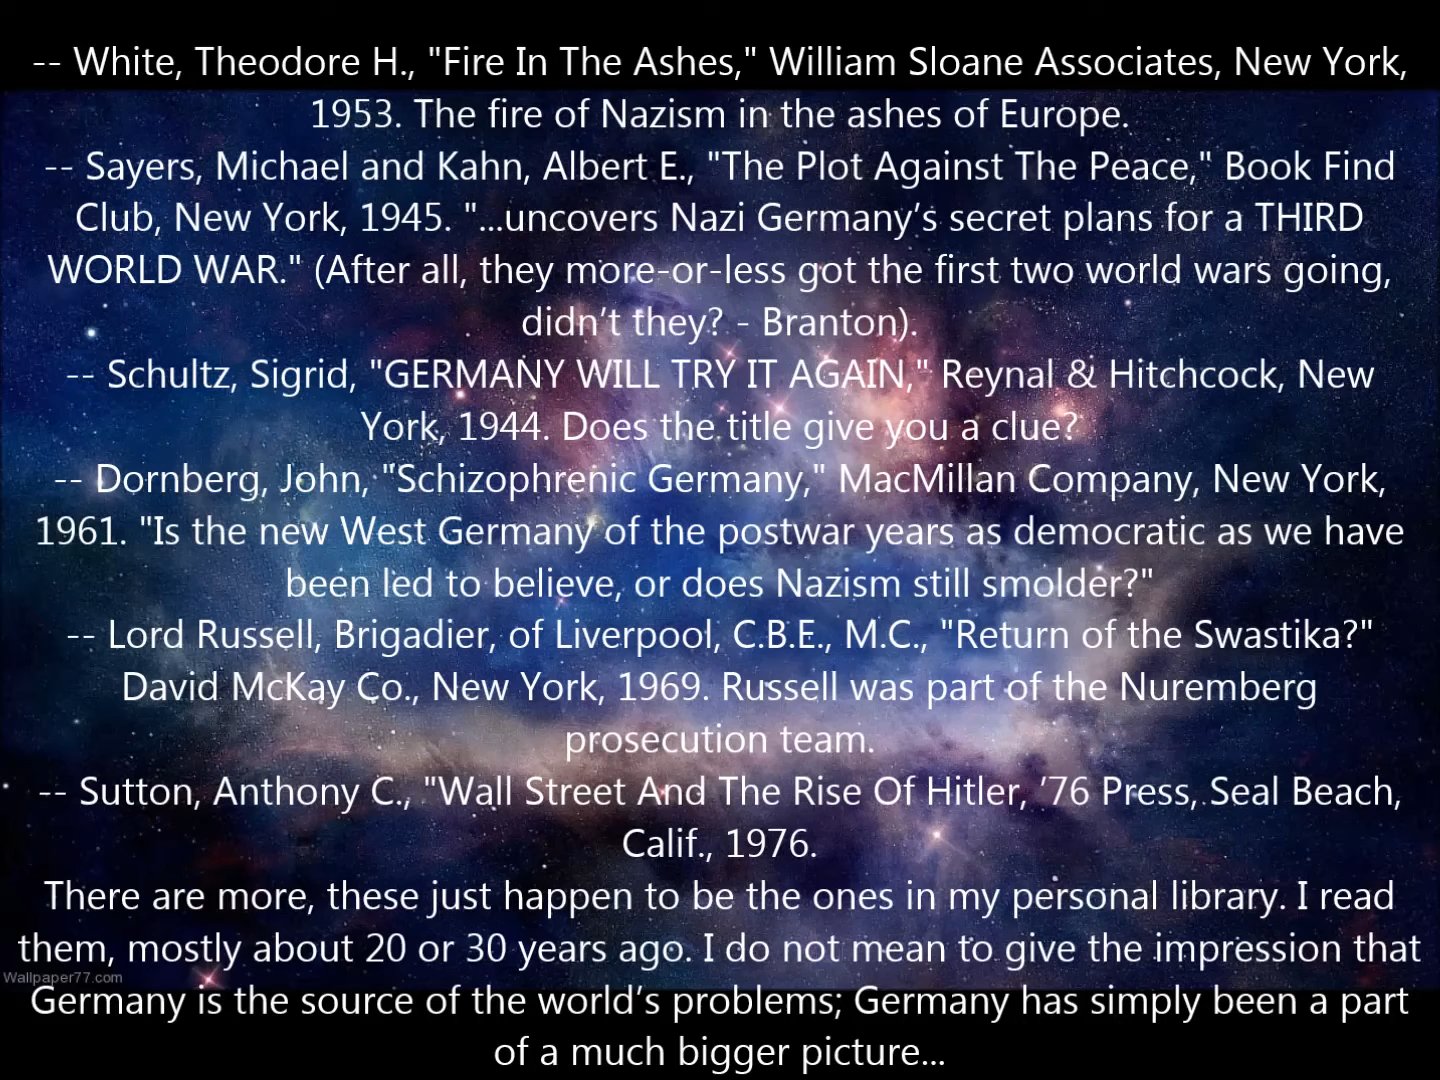 -- White, Theodore H., "Fire In The Ashes," William Sloane Associates, New York,
1953. The fire of Nazism in the ashes of Europe.
-- Sayers, Michael and Kahn, Albert E., "The Plot Against The Peace," Book Find
Club, New York, 1945. "...uncovers Nazi Germany’s secret plans for a THIRD
WORLD WAR." (After all, they more-or-less got the first two world wars going,
didn’t they? - Branton).
-- Schultz, Sigrid, "GERMANY WILL TRY IT AGAIN," Reynal & Hitchcock, New
York, 1944. Does the title give you a clue?
-- Dornberg, John, "Schizophrenic Germany," MacMillan Company, New York,
1961. "Is the new West Germany of the postwar years as democratic as we have
been led to believe, or does Nazism still smolder?"
-- Lord Russell, Brigadier, of Liverpool, C.B.E., M.C., "Return of the Swastika?"
David McKay Co., New York, 1969. Russell was part of the Nuremberg
prosecution team.
-- Sutton, Anthony C., "Wall Street And The Rise Of Hitler, ’76 Press, Seal Beach,
Calif., 1976.
There are more, these just happen to be the ones in my personal library. I read
them, mostly about 20 or 30 years ago. I do not mean to give the impression that
Wallpaper77.com
Germany is the source of the world’s problems; Germany has simply been a part
of a much bigger picture...